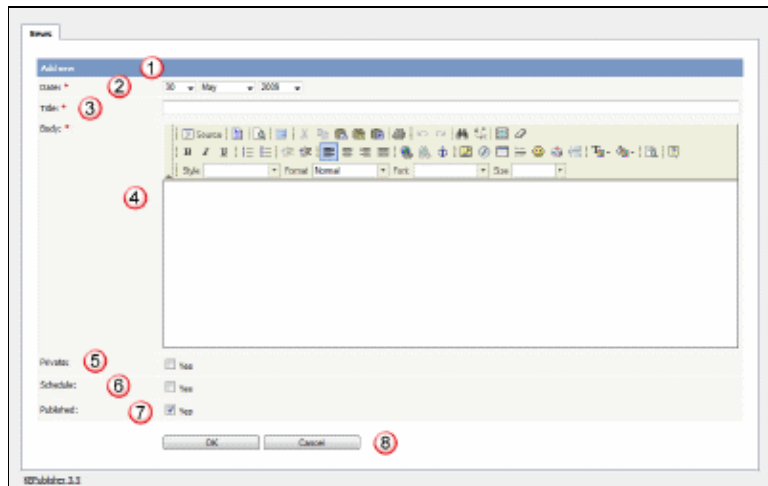 News
Add new 1
Date: * 2 30 May 2009
Title: * 3
Body: *
Source
B I U
Style Format Normal Font Size
4
Private: 5 Yes
Schedule: 6 Yes
Published: 7 Yes
OK Cancel 8
KBPublisher 3.5